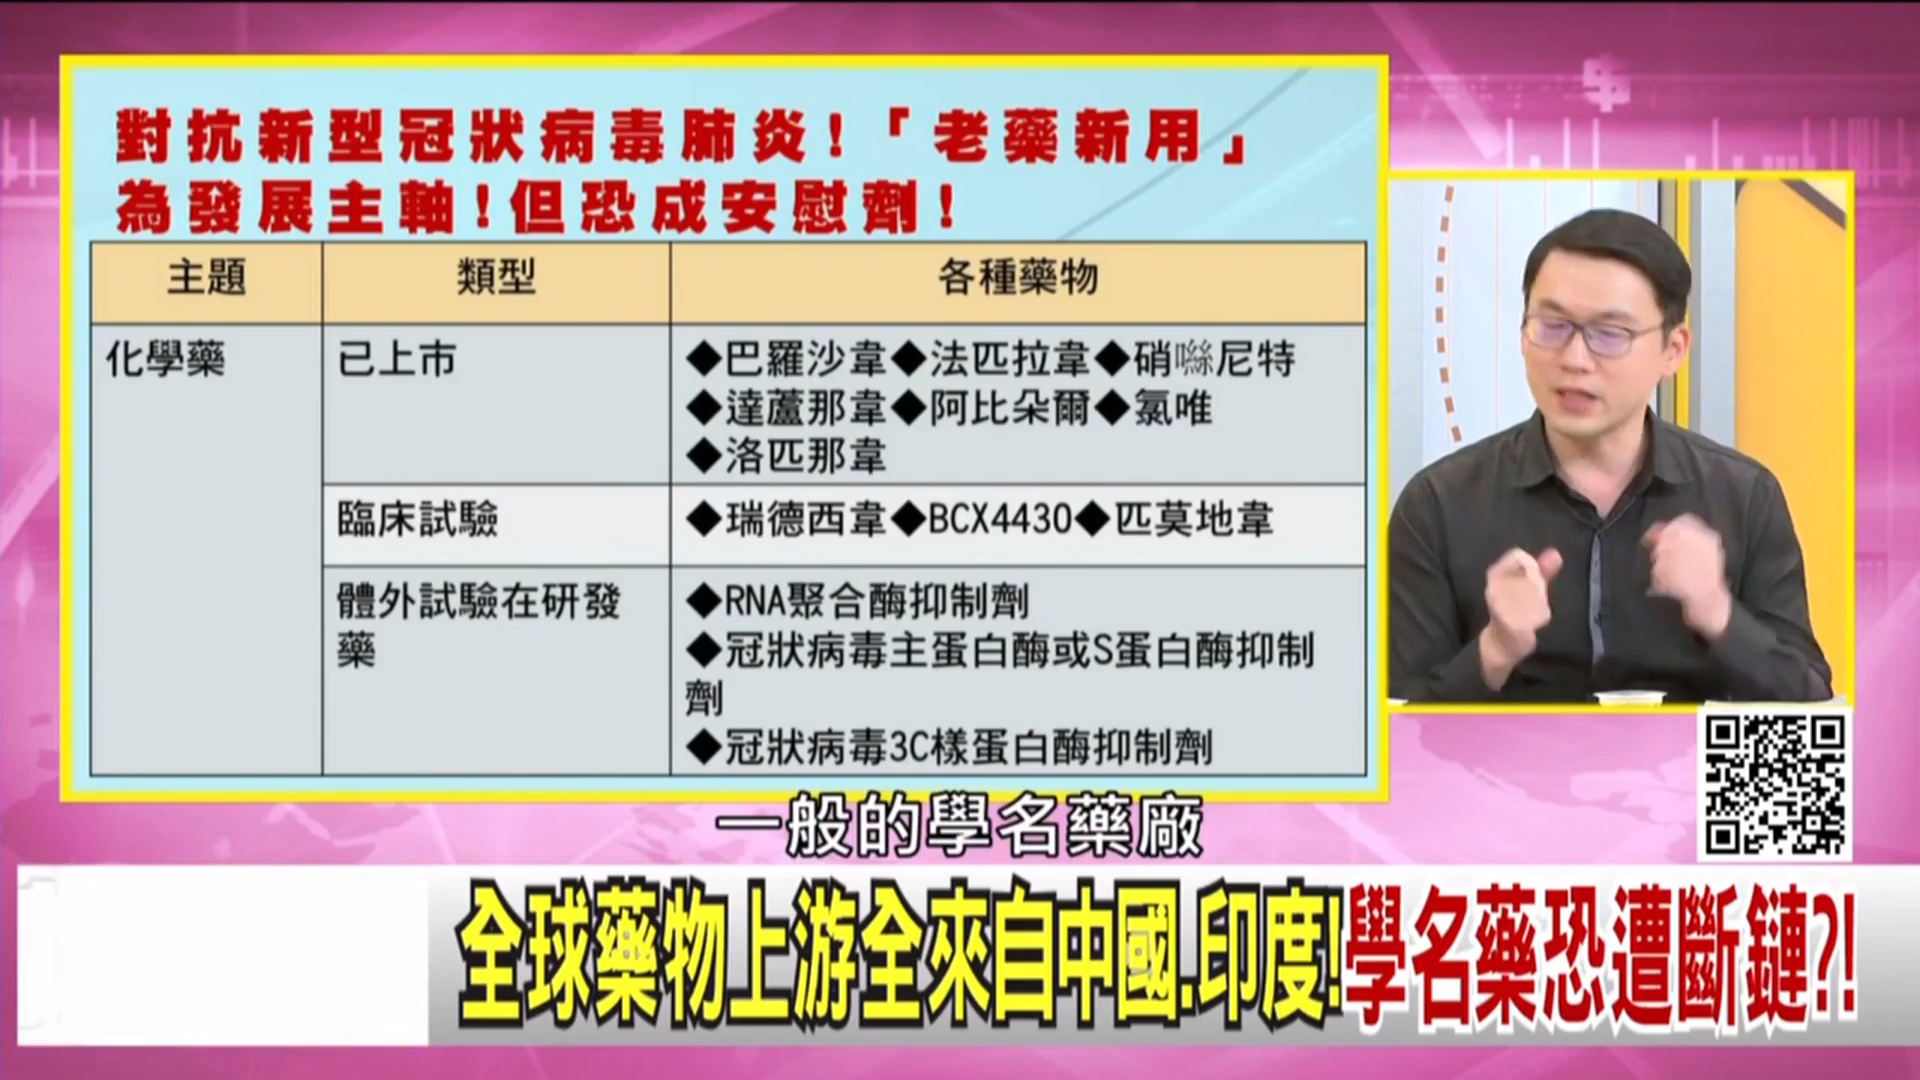 對抗新型冠狀病毒肺炎!「老藥新用」
為發展主軸!但恐成安慰劑!
主題 類型 各種藥物
化學藥 已上市 ◆巴羅沙韋◆法匹拉韋◆硝噝尼特
◆達蘆那韋◆阿比朵爾◆氯唯
◆洛匹那韋
臨床試驗 ◆瑞德西韋◆BCX4430◆匹莫地韋
體外試驗在研發 ◆RNA聚合酶抑制劑
藥 ◆冠狀病毒主蛋白酶或S蛋白酶抑制
劑
◆冠狀病毒3C樣蛋白酶抑制劑
一般的學名藥廠
全球藥物上游全來自中國.印度!學名藥恐遭斷鏈?!